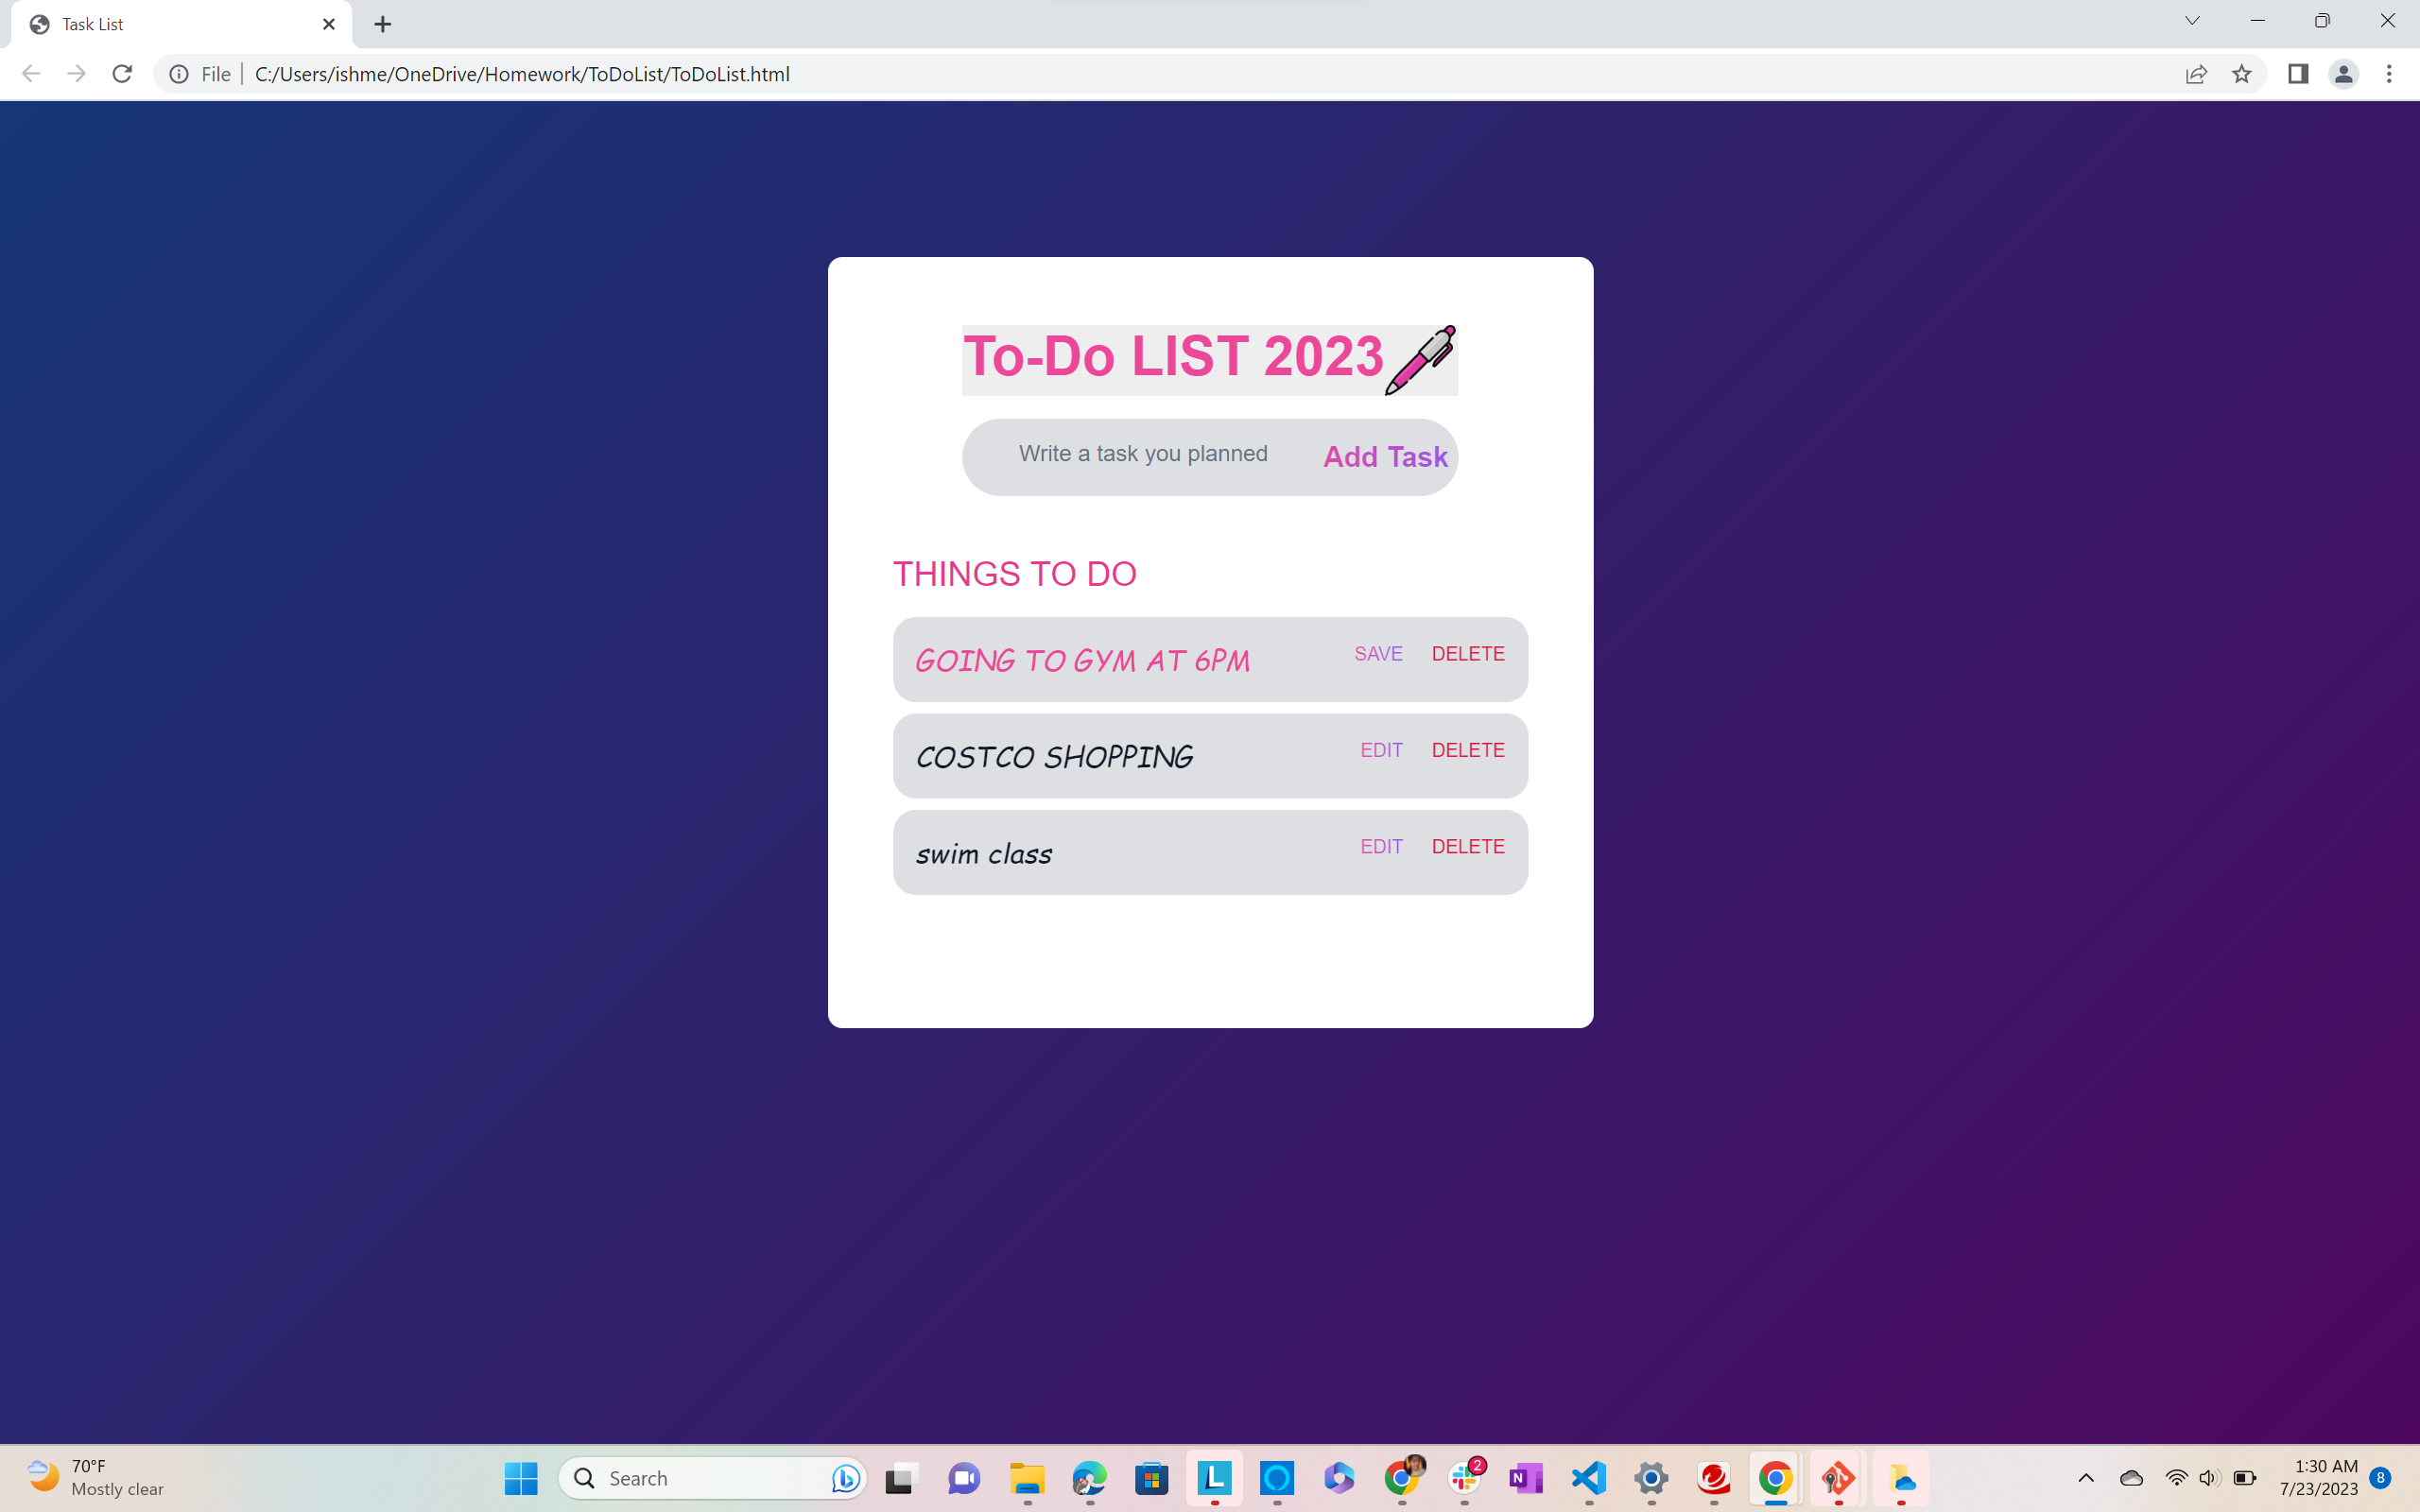 Task List
File
C:/Users/ishme/OneDrive/Homework/ToDoList/ToDoList.html
To-Do LIST 2023
Write a task you planned Add Task
THINGS TO DO
GOING TO GYM AT 6PM SAVE DELETE
COSTCO SHOPPING EDIT DELETE
swim class EDIT DELETE
70°F
Mostly clear
Search
L
2
N
1:30 AM
7/23/2023
8